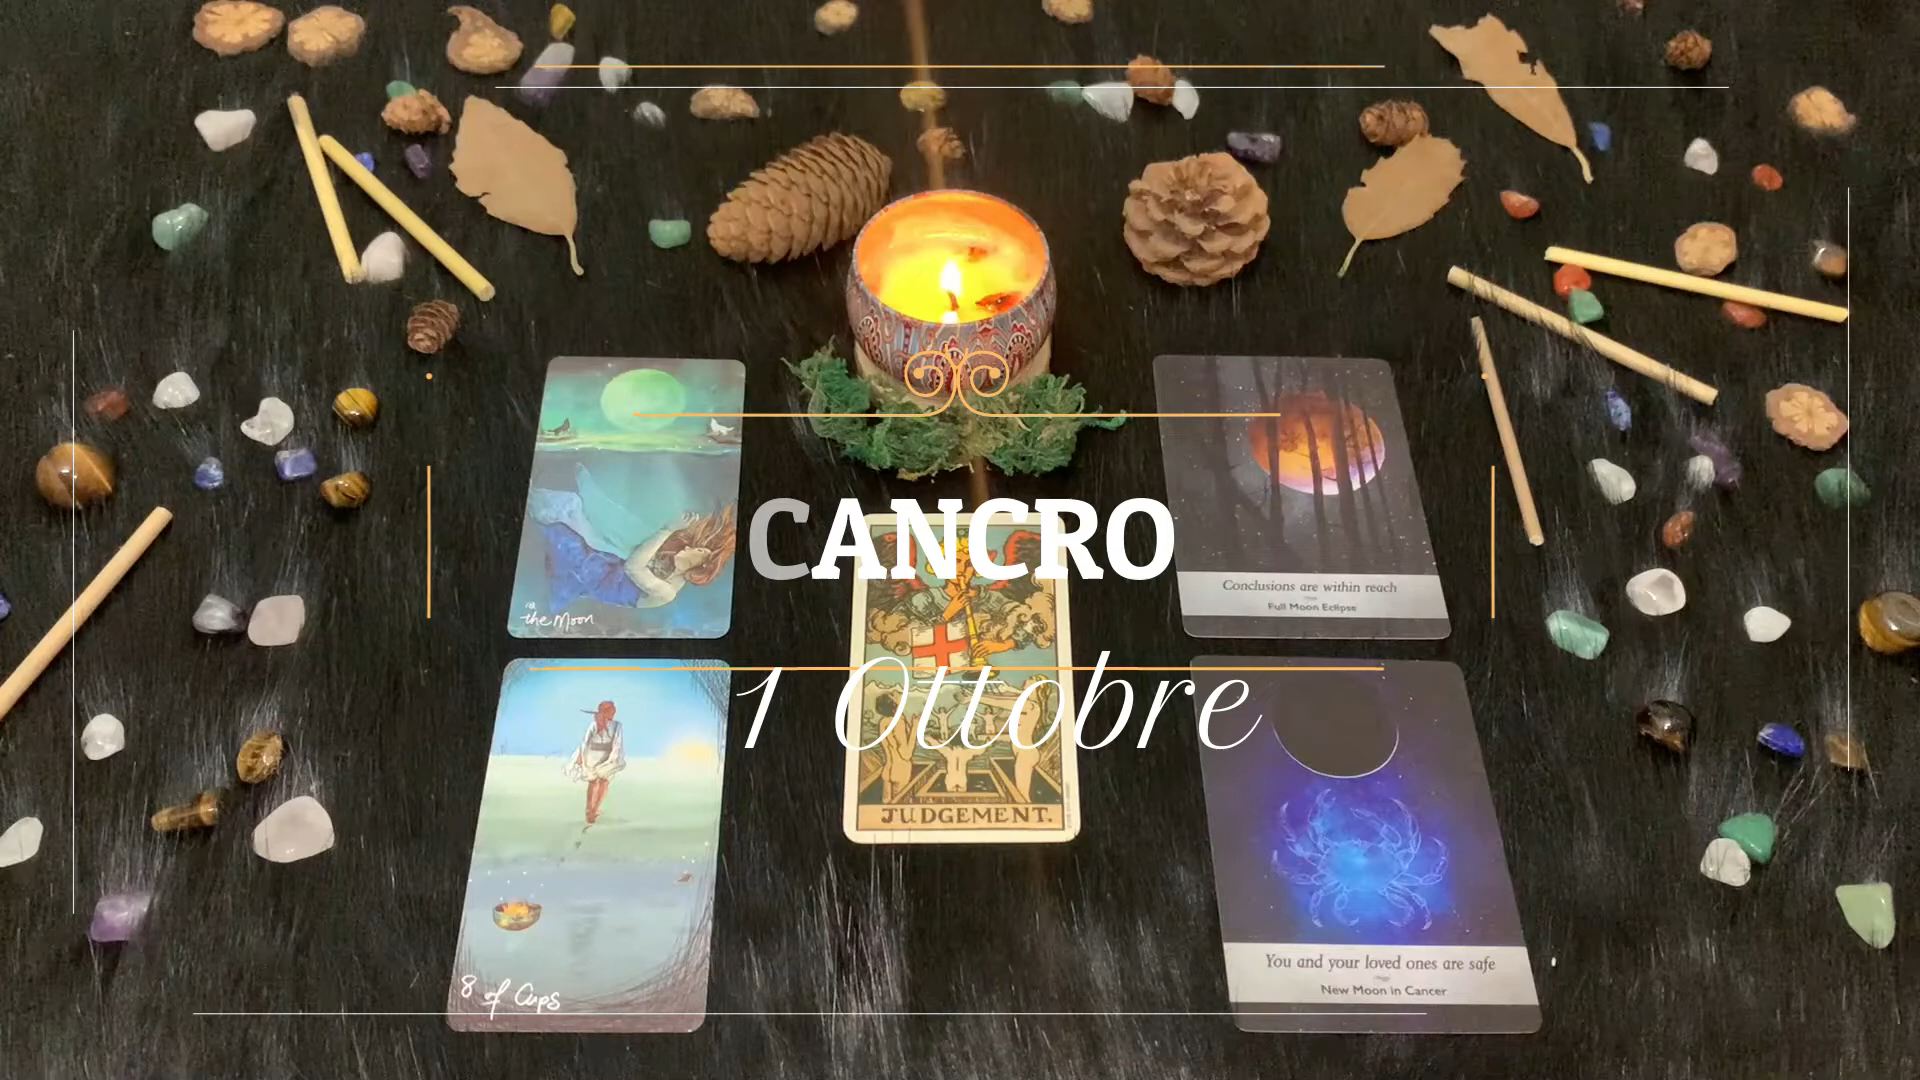 CANCRO
1 Ottobre
18
the Moon
Conclusions are within reach
Full Moon Eclipse
JUDGEMENT.
8 of Cups
You and your loved ones are safe
New Moon in Cancer